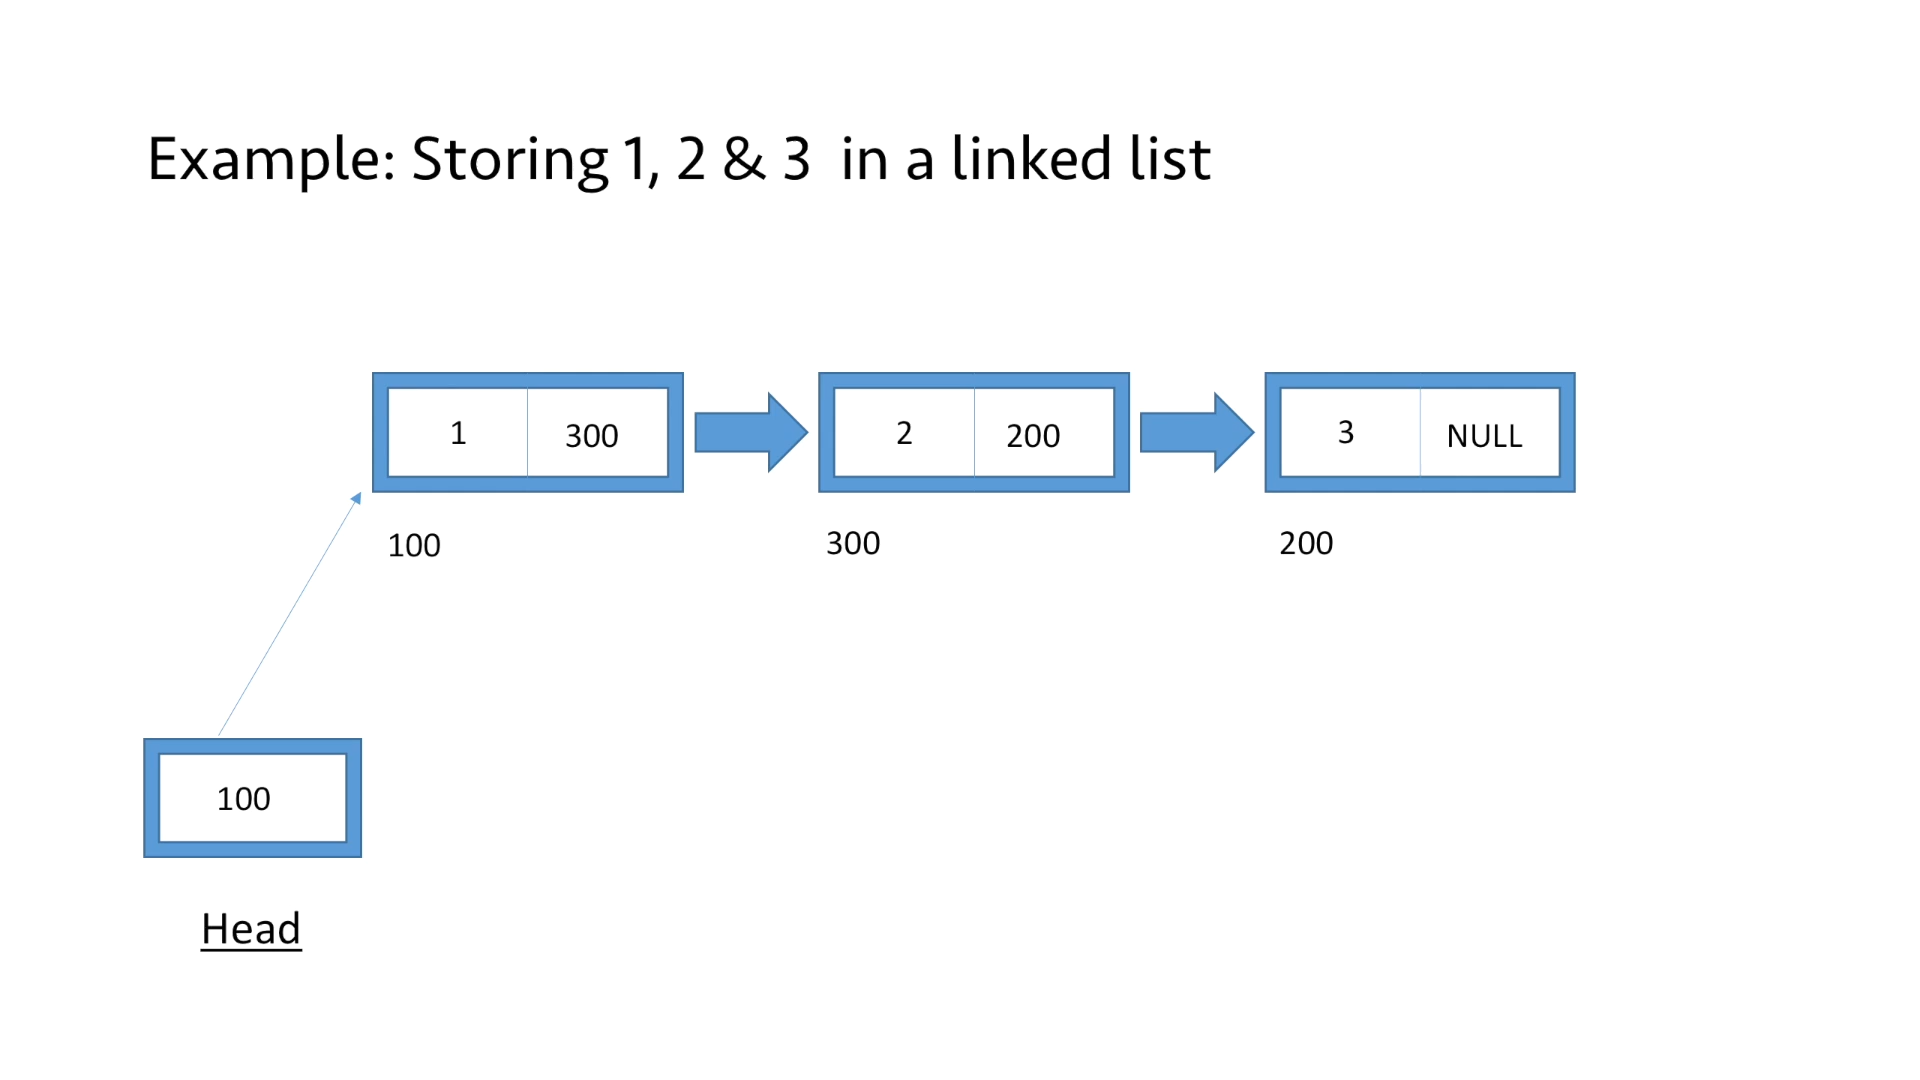 Example: Storing 1, 2 & 3 in a linked list
1 300 2 200 3 NULL
100 300 200
100
Head